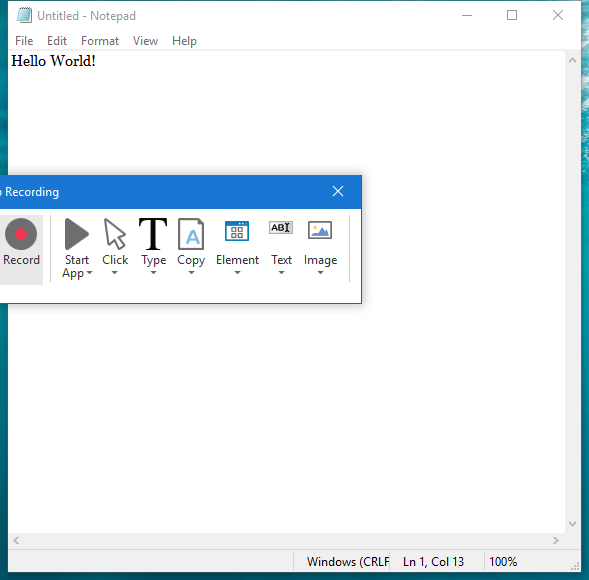 Untitled - Notepad
File Edit Format View Help
Hello World!
Recording
Record
Start App
Click
Type
Copy
Element
Text
Image
Windows (CRLF
Ln 1, Col 13
100%